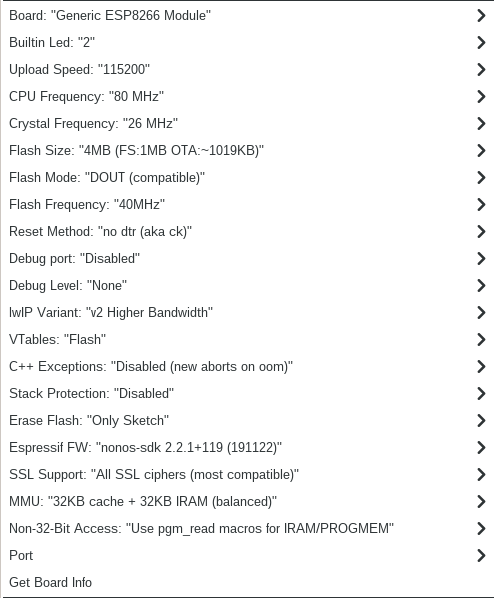 Board: "Generic ESP8266 Module"
Builtin Led: "2"
Upload Speed: "115200"
CPU Frequency: "80 MHz"
Crystal Frequency: "26 MHz"
Flash Size: "4MB (FS:1MB OTA:~1019KB)"
Flash Mode: "DOUT (compatible)"
Flash Frequency: "40MHz"
Reset Method: "no dtr (aka ck)"
Debug port: "Disabled"
Debug Level: "None"
lwIP Variant: "v2 Higher Bandwidth"
VTables: "Flash"
C++ Exceptions: "Disabled (new aborts on oom)"
Stack Protection: "Disabled"
Erase Flash: "Only Sketch"
Espressif FW: "nonos-sdk 2.2.1+119 (191122)"
SSL Support: "All SSL ciphers (most compatible)"
MMU: "32KB cache + 32KB IRAM (balanced)"
Non-32-Bit Access: "Use pgm_read macros for IRAM/PROGMEM"
Port
Get Board Info